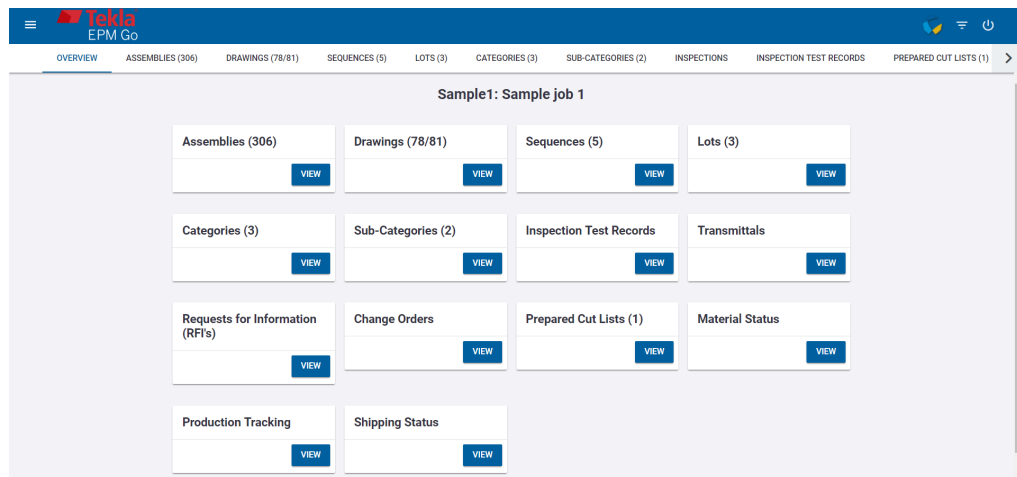 Tekla
EPM Go
OVERVIEW
ASSEMBLIES (306)
DRAWINGS (78/81)
SEQUENCES (5)
LOTS (3)
CATEGORIES (3)
SUB-CATEGORIES (2)
INSPECTIONS
INSPECTION TEST RECORDS
PREPARED CUT LISTS (1)
Sample1: Sample job 1
Assemblies (306)
VIEW
Drawings (78/81)
VIEW
Sequences (5)
VIEW
Lots (3)
VIEW
Categories (3)
VIEW
Sub-Categories (2)
VIEW
Inspection Test Records
VIEW
Transmittals
VIEW
Requests for Information
(RFI's)
VIEW
Change Orders
VIEW
Prepared Cut Lists (1)
VIEW
Material Status
VIEW
Production Tracking
VIEW
Shipping Status
VIEW